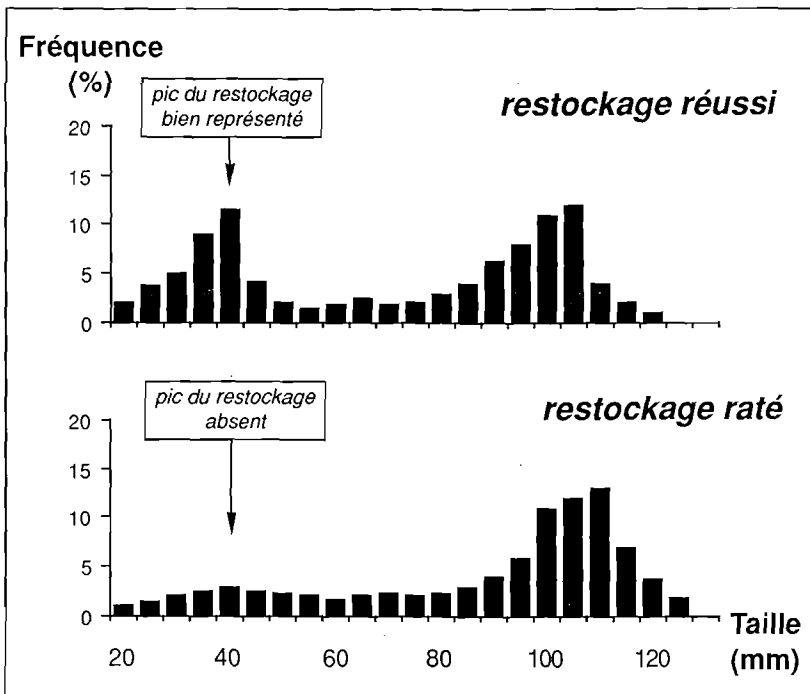 Fréquence
(%)
pic du restockage
bien représenté
restockage réussi
20
15
10
5
0
pic du restockage
absent
restockage raté
20
15
10
5
0
20 40 60 80 100 120
Taille
(mm)